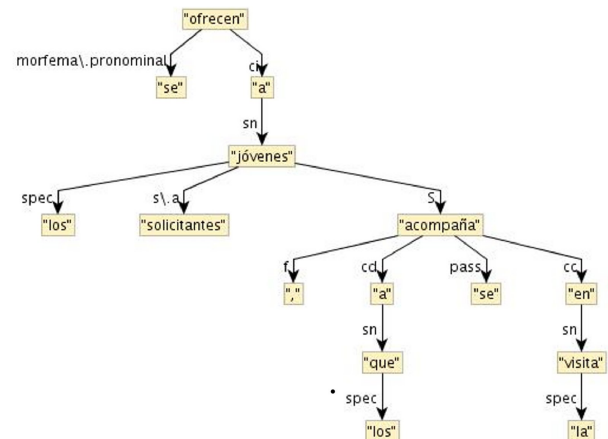 "ofrecen"
morfema\.pronominal
ci
"se"
"a"
sn
"jóvenes"
spec
s\.a
S
"los"
"solicitantes"
"acompaña"
f
cd
pass
cc
","
"a"
"se"
"en"
sn
sn
"que"
"visita"
spec
spec
"los"
"la"